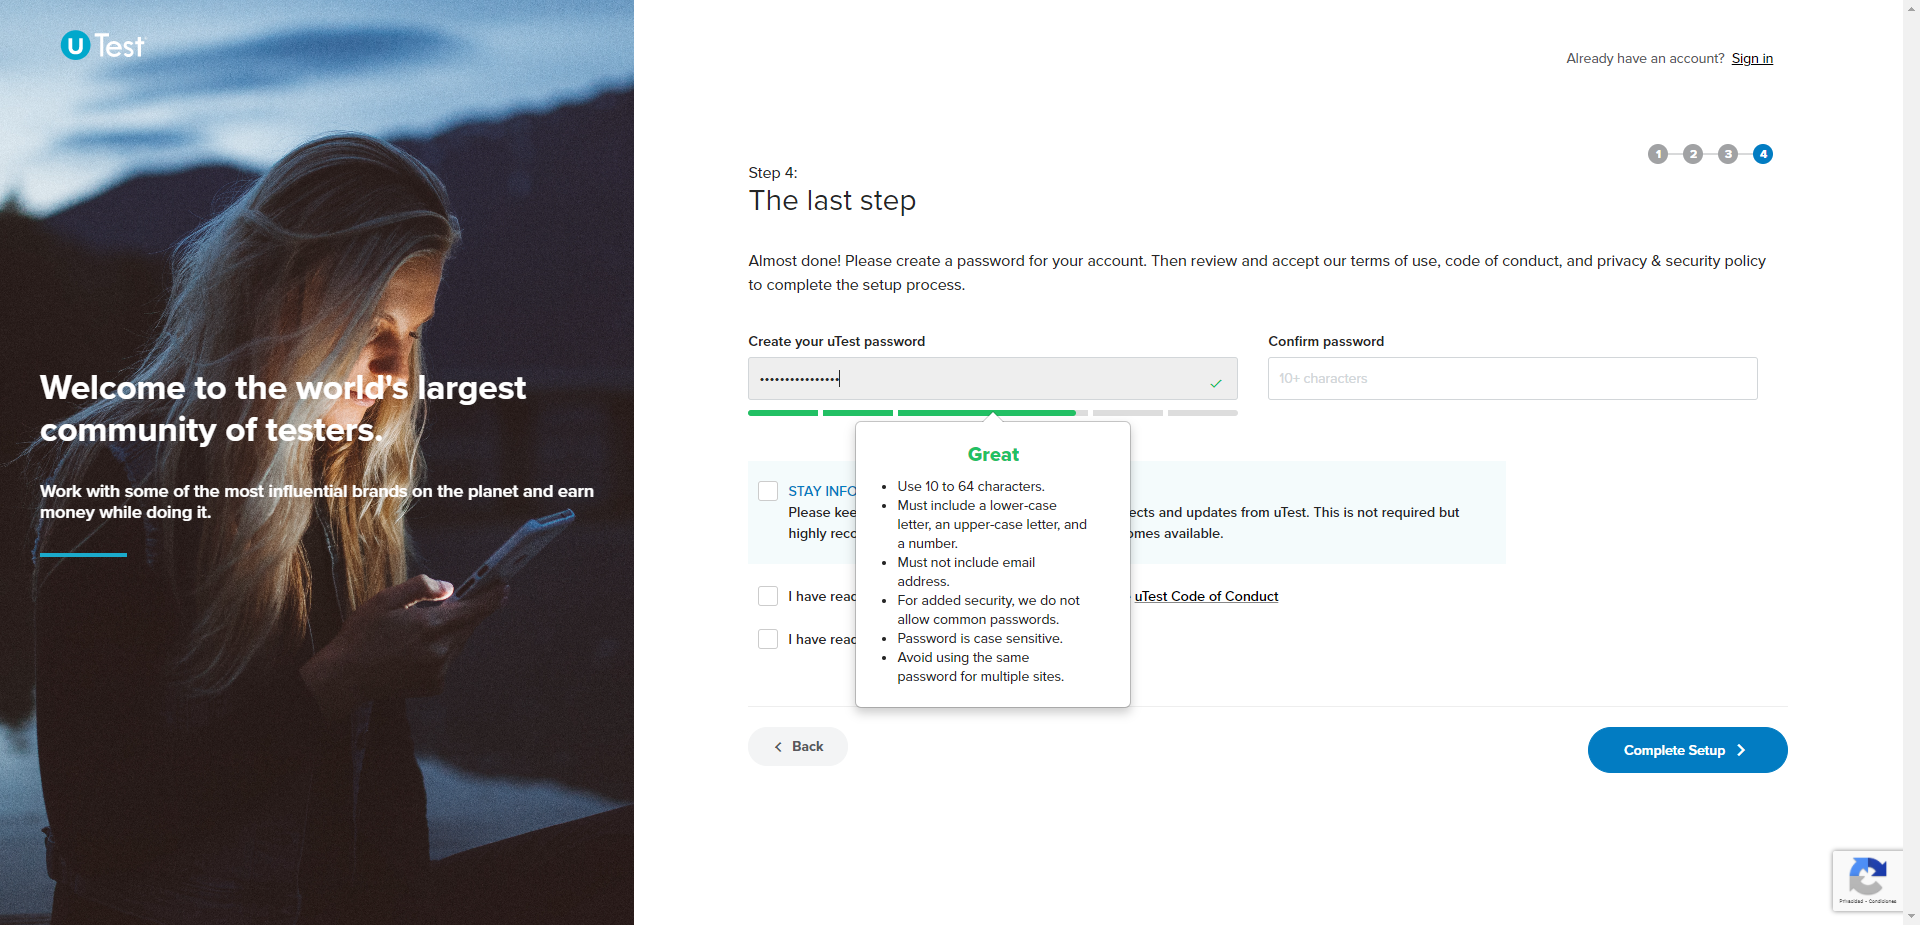 U Test
Already have an account? Sign in
1 2 3 4
Step 4:
The last step
Almost done! Please create a password for your account. Then review and accept our terms of use, code of conduct, and privacy & security policy
to complete the setup process.
Create your uTest password
Confirm password
••••••••••••••••
10+ characters
Welcome to the world's largest
community of testers.
Work with some of the most influential brands on the planet and earn
money while doing it.
Great
• Use 10 to 64 characters.
• Must include a lower-case
letter, an upper-case letter, and
a number.
• Must not include email
address.
• For added security, we do not
allow common passwords.
• Password is case sensitive.
• Avoid using the same
password for multiple sites.
STAY INFO
Please kee ects and updates from uTest. This is not required but
highly reco omes available.
I have read uTest Code of Conduct
I have read
Back
Complete Setup
Privacidad - Condiciones